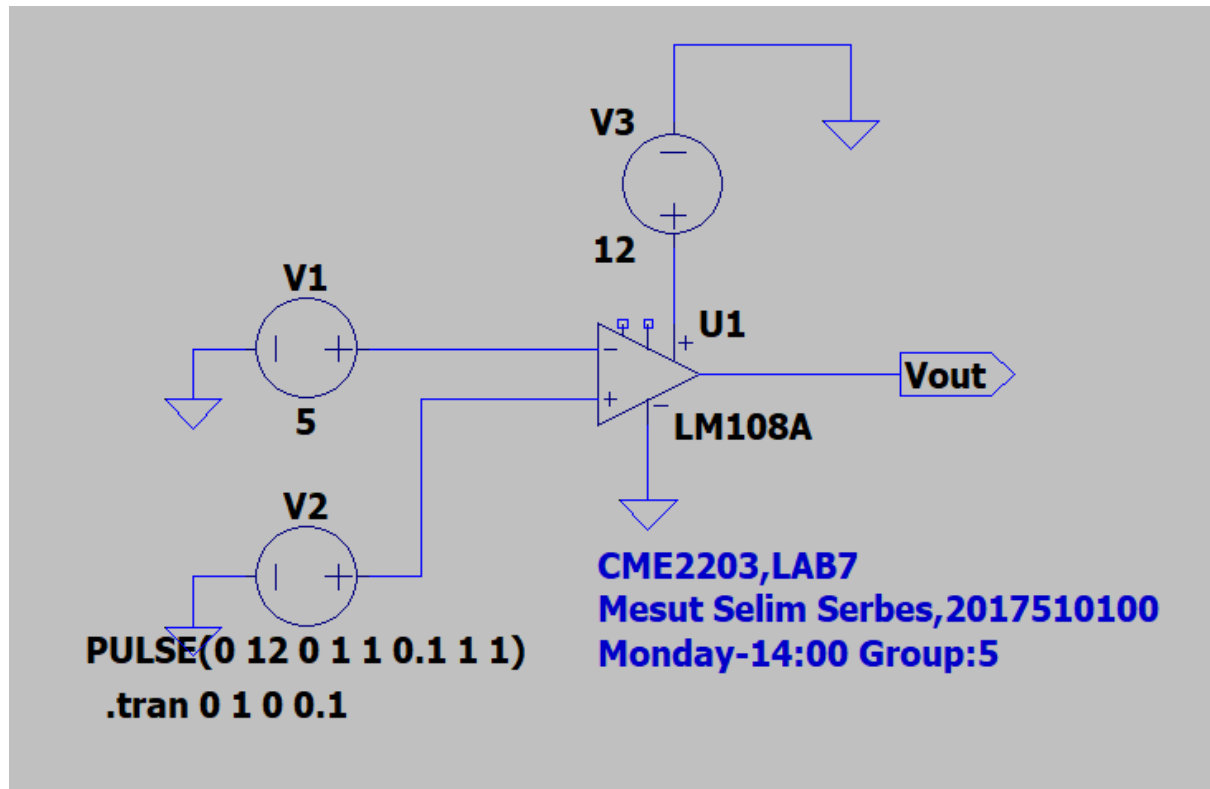 V3
12
V1
5
U1
LM108A
Vout
V2
PULSE(0 12 0 1 1 0.1 1 1)
.tran 0 1 0 0.1
CME2203,LAB7
Mesut Selim Serbes,2017510100
Monday-14:00 Group:5